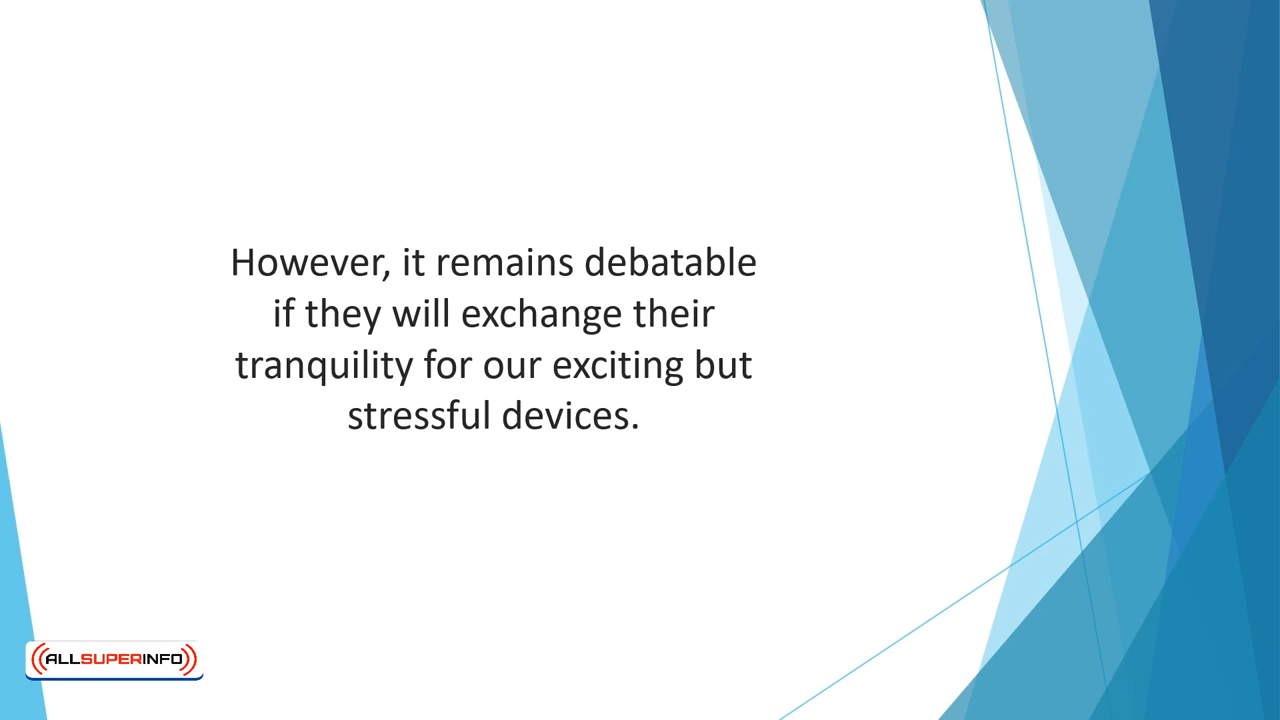 However, it remains debatable
if they will exchange their
tranquility for our exciting but
stressful devices.
ALLSUPERINFO